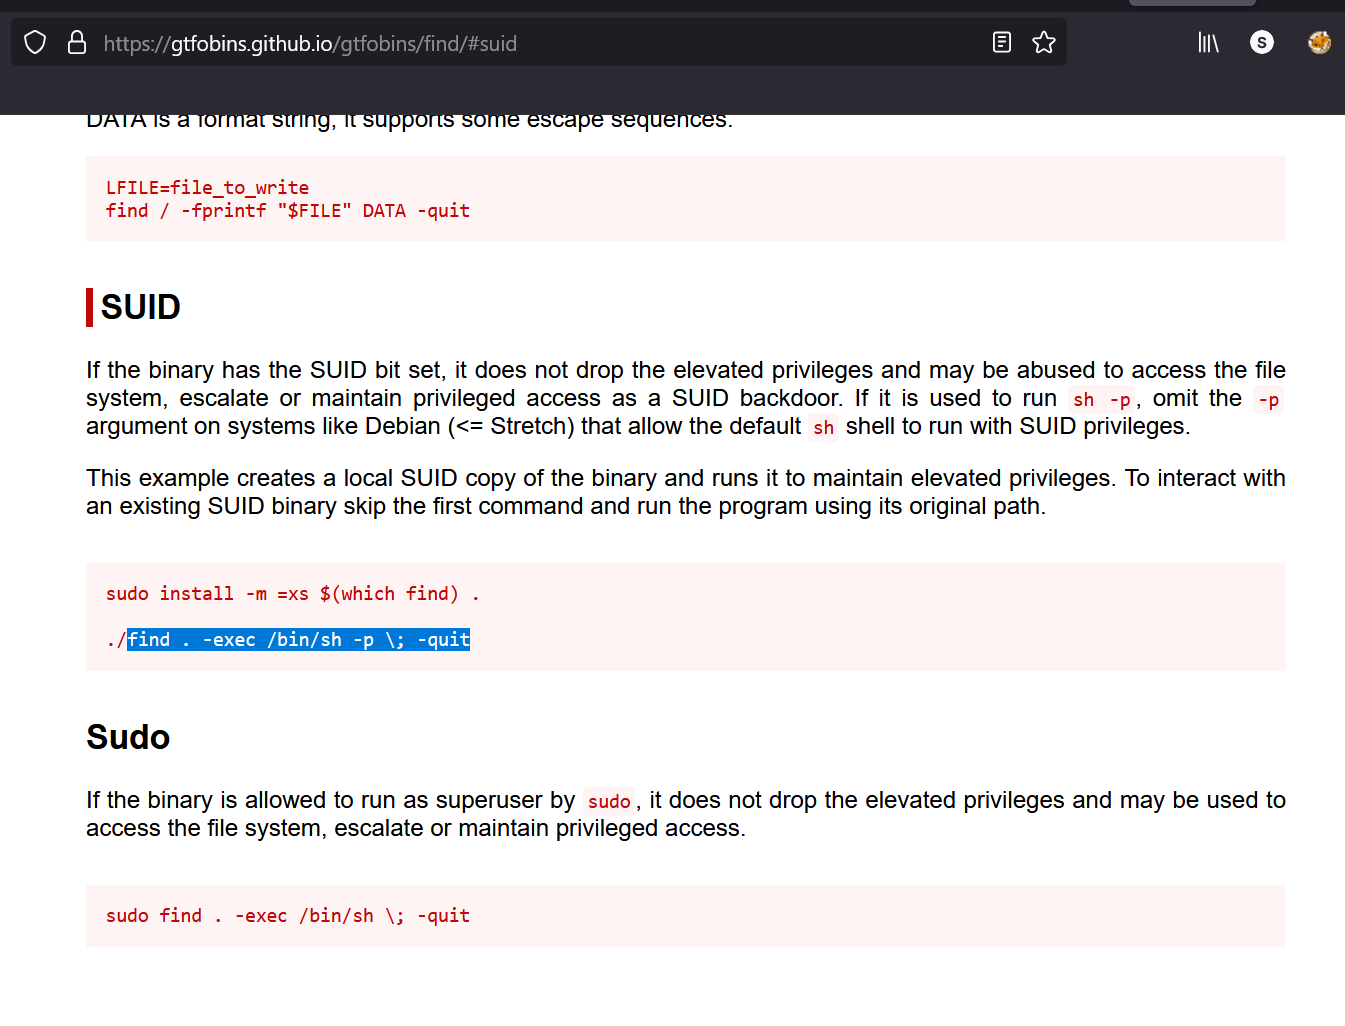 https://gtfobins.github.io/gtfobins/find/#suid
S
DATA is a format string, it supports some escape sequences.
LFILE=file_to_write
find / -fprintf "$FILE" DATA -quit
SUID
If the binary has the SUID bit set, it does not drop the elevated privileges and may be abused to access the file
system, escalate or maintain privileged access as a SUID backdoor. If it is used to run sh -p, omit the -p
argument on systems like Debian (<= Stretch) that allow the default sh shell to run with SUID privileges.
This example creates a local SUID copy of the binary and runs it to maintain elevated privileges. To interact with
an existing SUID binary skip the first command and run the program using its original path.
sudo install -m =xs $(which find) .
./find . -exec /bin/sh -p \; -quit
Sudo
If the binary is allowed to run as superuser by sudo, it does not drop the elevated privileges and may be used to
access the file system, escalate or maintain privileged access.
sudo find . -exec /bin/sh \; -quit